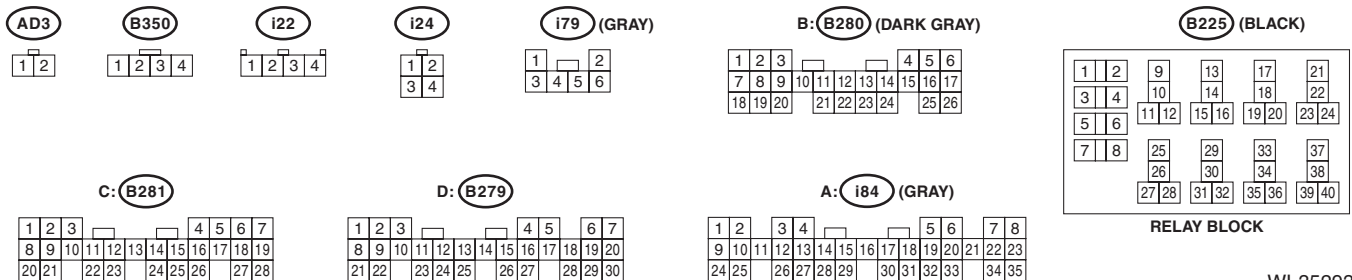 AD3
1 2
B350
1 2 3 4
i22
1 2 3 4
i24
1 2
3 4
i79 (GRAY)
1 2
3 4 5 6
B: B280 (DARK GRAY)
1 2 3 4 5 6
7 8 9 10 11 12 13 14 15 16 17
18 19 20 21 22 23 24 25 26
B225 (BLACK)
1 2
3 4
5 6
7 8
9 13 17 21
10 14 18 22
11 12 15 16 19 20 23 24
25 29 33 37
26 30 34 38
27 28 31 32 35 36 39 40
RELAY BLOCK
C: B281
1 2 3 4 5 6 7
8 9 10 11 12 13 14 15 16 17 18 19
20 21 22 23 24 25 26 27 28
D: B279
1 2 3 4 5 6 7
8 9 10 11 12 13 14 15 16 17 18 19 20
21 22 23 24 25 26 27 28 29 30
A: i84 (GRAY)
1 2 3 4 5 6 7 8
9 10 11 12 13 14 15 16 17 18 19 20 21 22 23
24 25 26 27 28 29 30 31 32 33 34 35